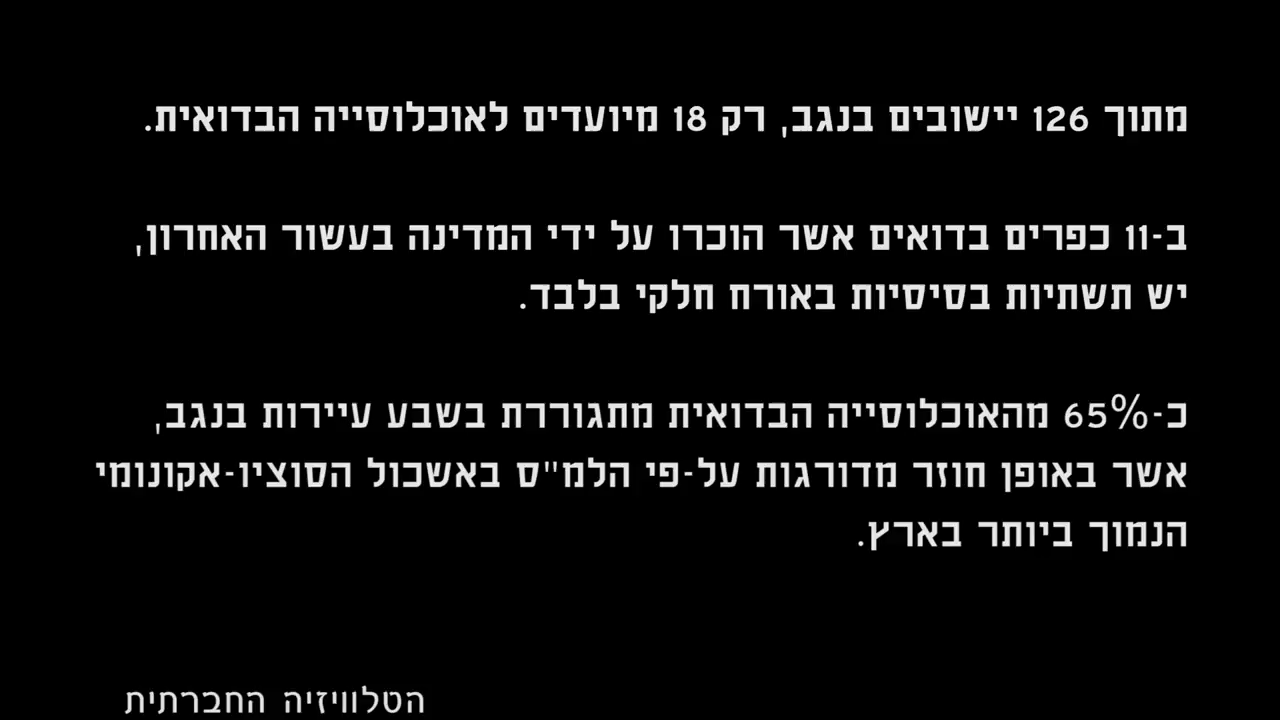 מתוך 126 יישובים בנגב, רק 18 מיועדים לאוכלוסייה הבדואית.
ב-11 כפרים בדואים אשר הוכרו על ידי המדינה בעשור האחרון,
יש תשתיות בסיסיות באורח חלקי בלבד.
כ-65% מהאוכלוסייה הבדואית מתגוררת בשבע עיירות בנגב,
אשר באופן חוזר מדורגות על-פי הלמ"ס באשכול הסוציו-אקונומי
הנמוך ביותר בארץ.
הטלוויזיה החברתית